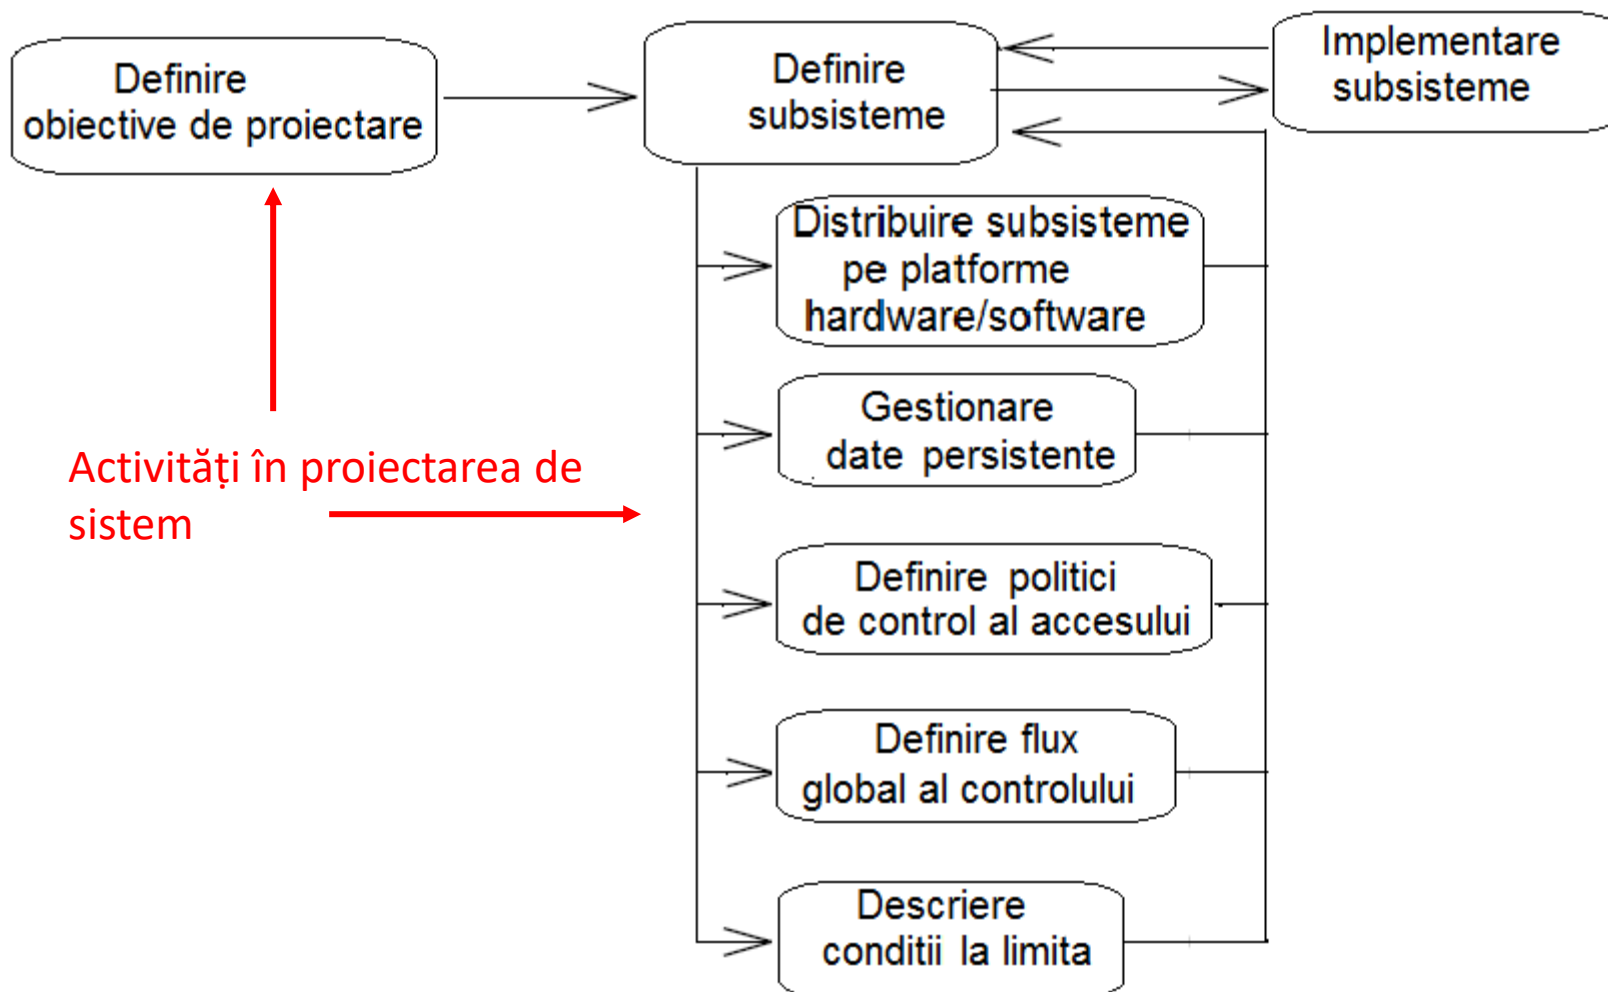 Definire
obiective de proiectare
Definire
subsisteme
Implementare
subsisteme
Distribuire subsisteme
pe platforme
hardware/software
Gestionare
date persistente
Activități în proiectarea de
sistem
Definire politici
de control al accesului
Definire flux
global al controlului
Descriere
conditii la limita